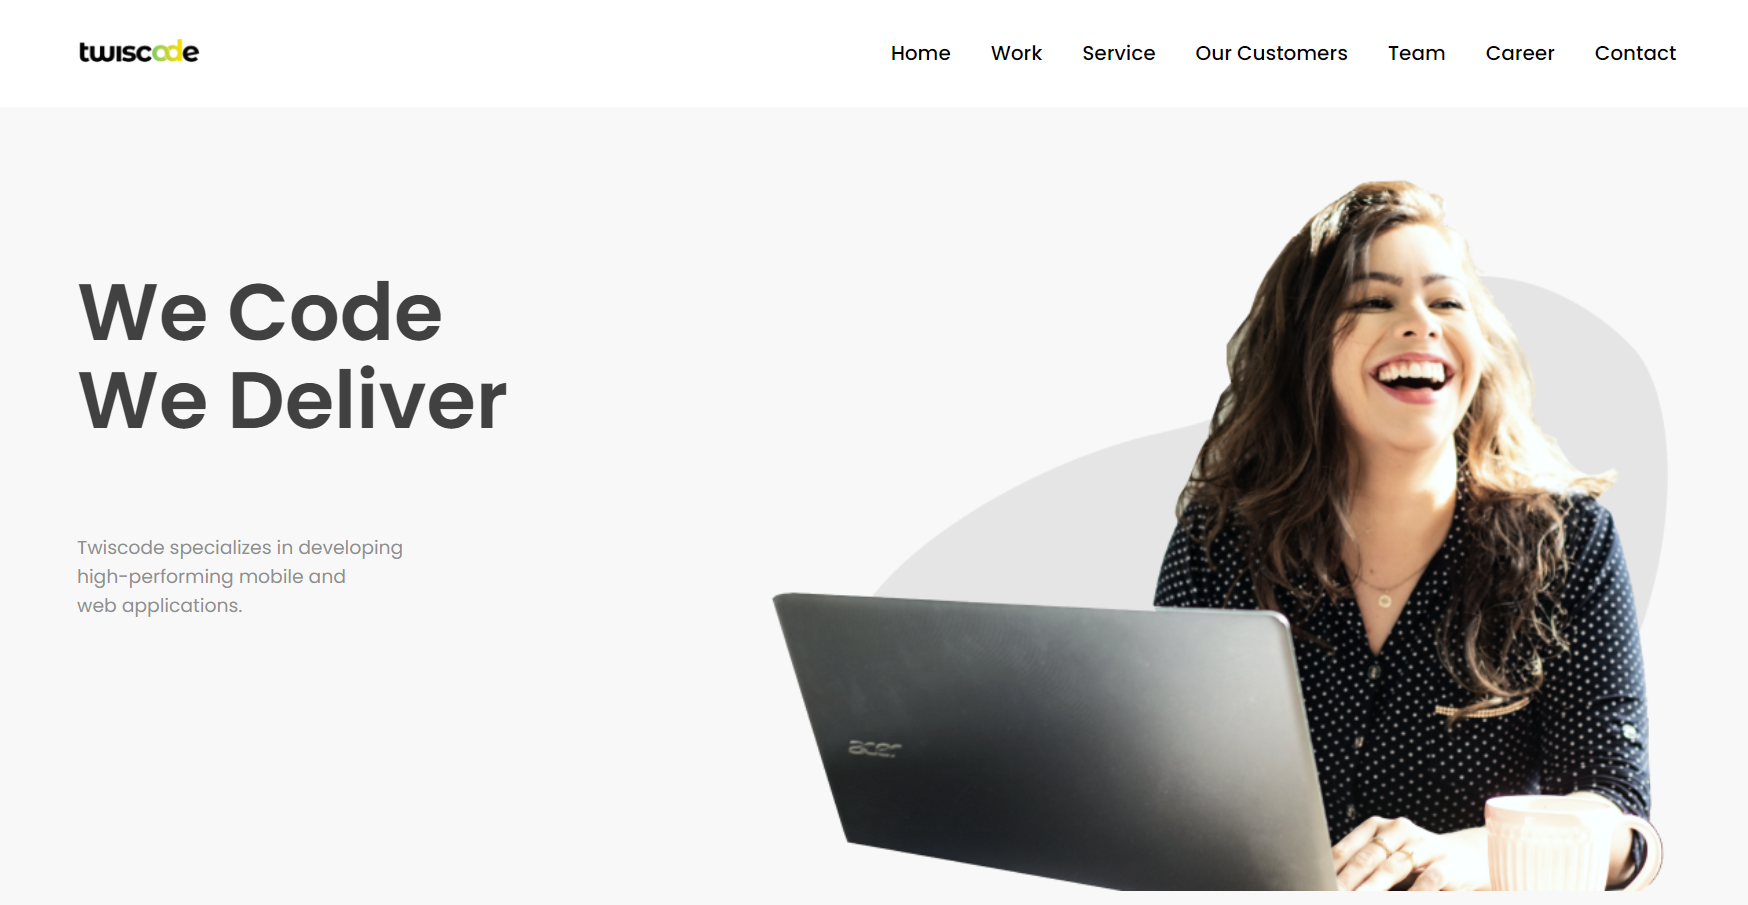 twiscode
Home Work Service Our Customers Team Career Contact
We Code
We Deliver
Twiscode specializes in developing
high-performing mobile and
web applications.
acer